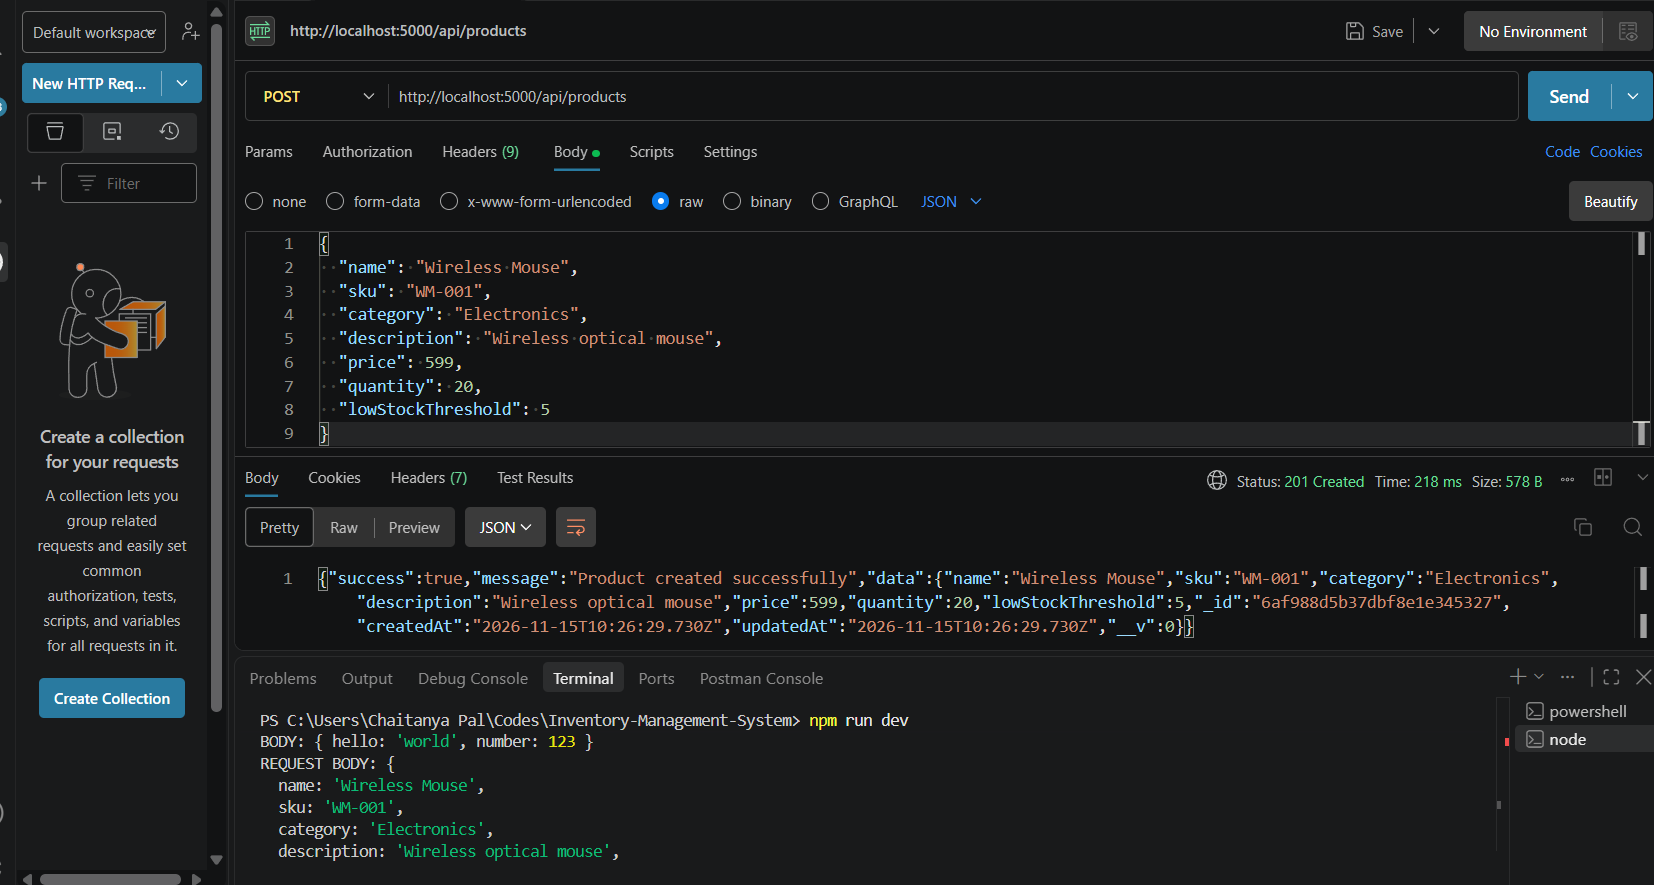 Default workspace
New HTTP Req...
Filter
Create a collection
for your requests
A collection lets you
group related
requests and easily set
common
authorization, tests,
scripts, and variables
for all requests in it.
Create Collection
HTTP http://localhost:5000/api/products
Save
No Environment
POST http://localhost:5000/api/products
Send
Params Authorization Headers (9) Body Scripts Settings
Code Cookies
none form-data x-www-form-urlencoded raw binary GraphQL JSON
Beautify
1 {
2 "name": "Wireless Mouse",
3 "sku": "WM-001",
4 "category": "Electronics",
5 "description": "Wireless optical mouse",
6 "price": 599,
7 "quantity": 20,
8 "lowStockThreshold": 5
9 }
Body Cookies Headers (7) Test Results
Status: 201 Created Time: 218 ms Size: 578 B
Pretty Raw Preview JSON
1 {"success":true,"message":"Product created successfully","data":{"name":"Wireless Mouse","sku":"WM-001","category":"Electronics",
"description":"Wireless optical mouse","price":599,"quantity":20,"lowStockThreshold":5,"_id":"6af988d5b37dbf8e1e345327",
"createdAt":"2026-11-15T10:26:29.730Z","updatedAt":"2026-11-15T10:26:29.730Z","__v":0}}
Problems Output Debug Console Terminal Ports Postman Console
PS C:\Users\Chaitanya Pal\Codes\Inventory-Management-System> npm run dev
BODY: { hello: 'world', number: 123 }
REQUEST BODY: {
name: 'Wireless Mouse',
sku: 'WM-001',
category: 'Electronics',
description: 'Wireless optical mouse',
powershell
node